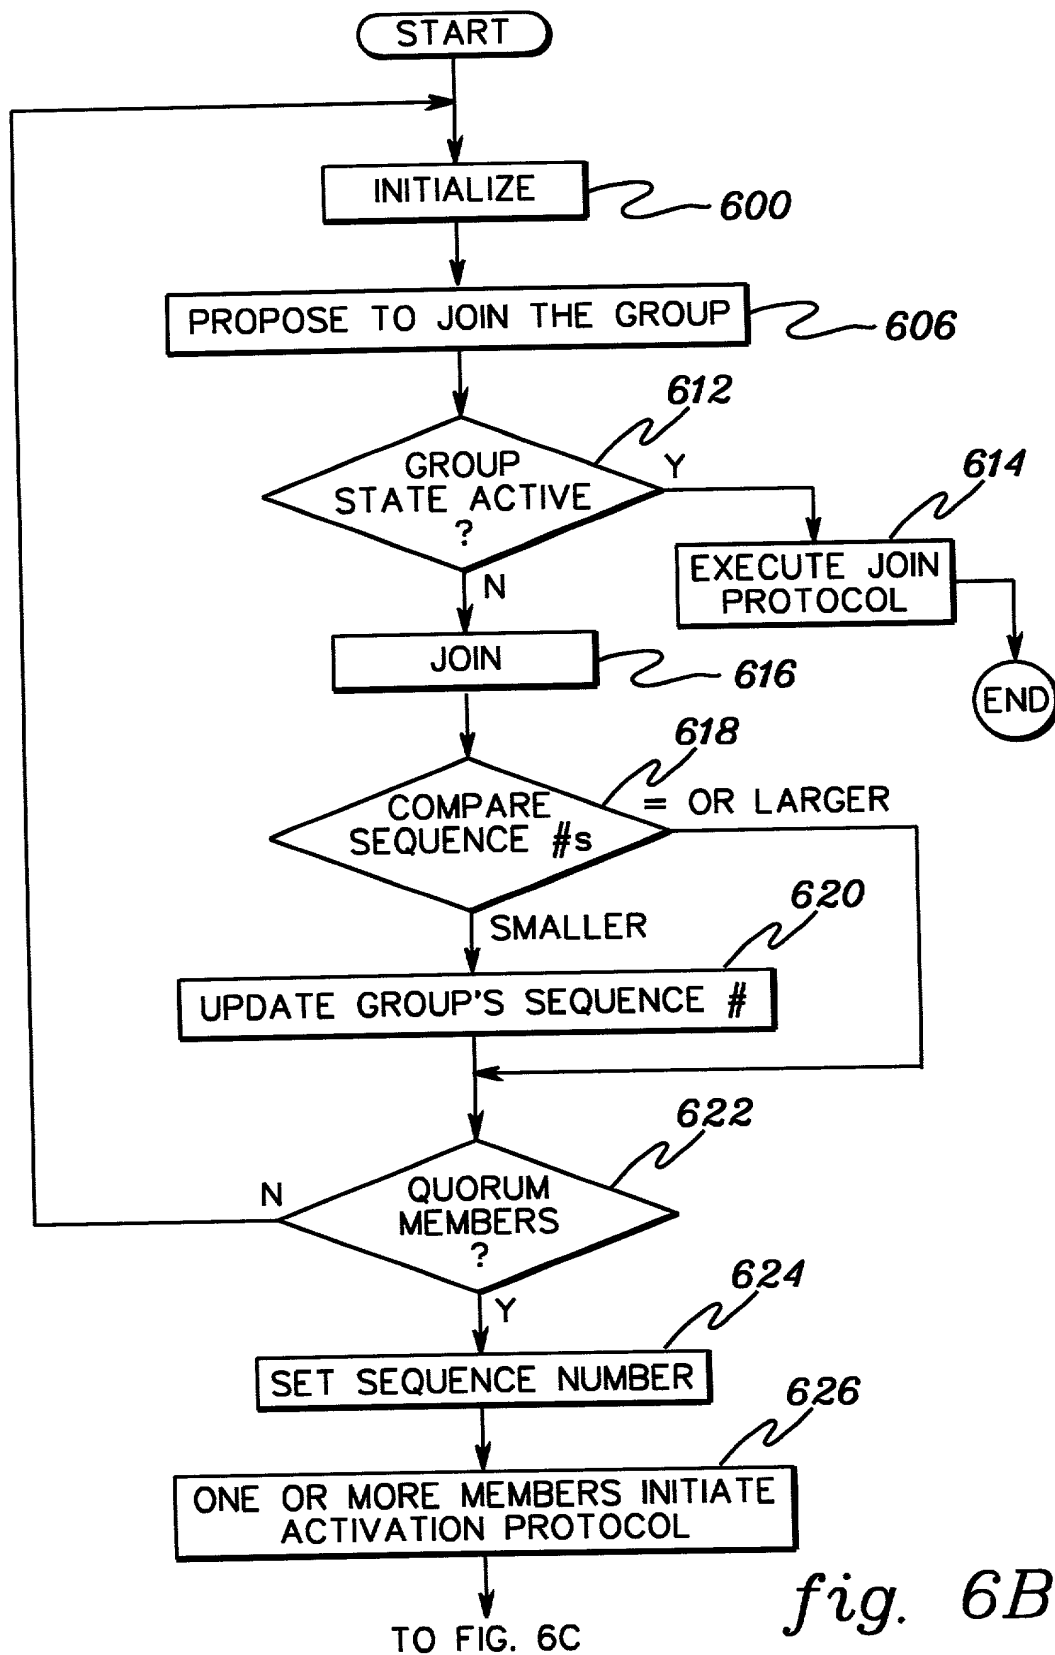 START
INITIALIZE
600
PROPOSE TO JOIN THE GROUP
606
612
GROUP
STATE ACTIVE
?
Y
614
EXECUTE JOIN
PROTOCOL
N
END
JOIN
616
618
COMPARE
SEQUENCE #s
= OR LARGER
SMALLER
620
UPDATE GROUP'S SEQUENCE #
622
QUORUM
MEMBERS
?
N
Y
624
SET SEQUENCE NUMBER
626
ONE OR MORE MEMBERS INITIATE
ACTIVATION PROTOCOL
TO FIG. 6C
fig. 6B